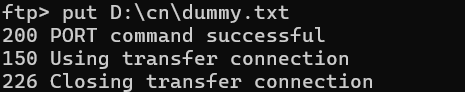 ftp> put D:\cn\dummy.txt
200 PORT command successful
150 Using transfer connection
226 Closing transfer connection